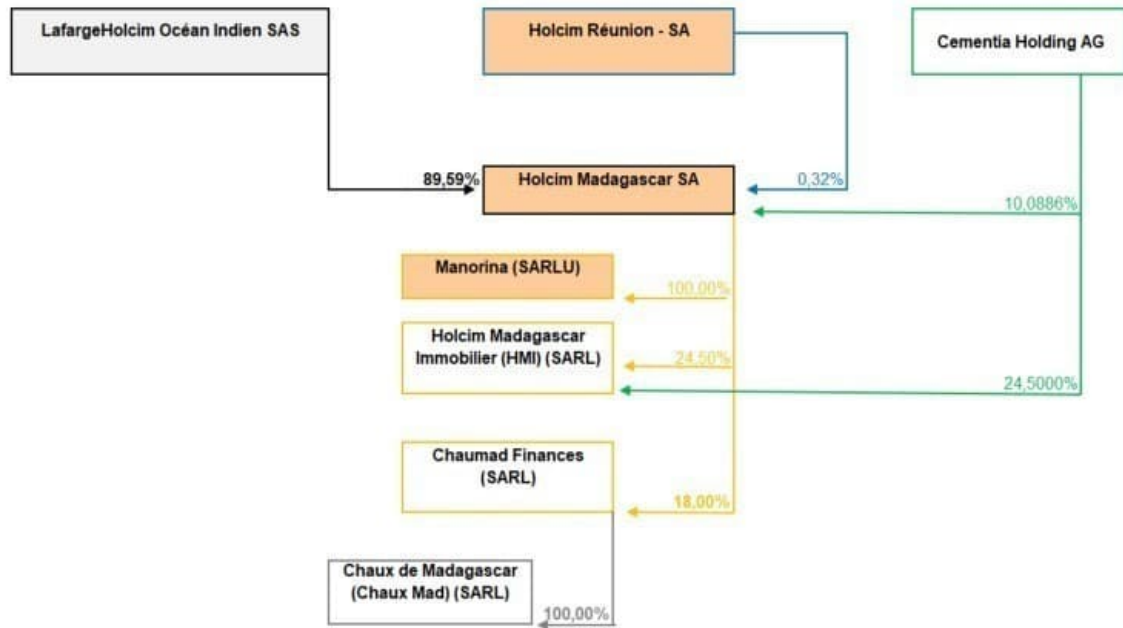 LafargeHolcim Océan Indien SAS
Holcim Réunion - SA
Cementia Holding AG
89,59%
Holcim Madagascar SA
0,32%
10,0886%
Manorina (SARLU)
100,00%
Holcim Madagascar
Immobilier (HMI) (SARL)
24,50%
24,5000%
Chaumad Finances
(SARL)
18,00%
Chaux de Madagascar
(Chaux Mad) (SARL)
100,00%